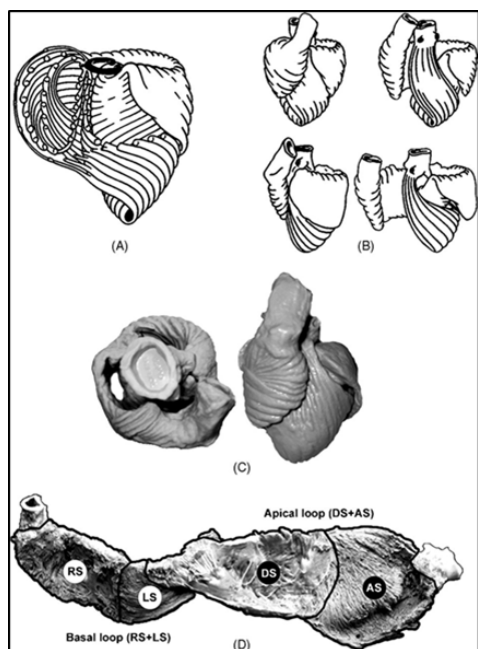 (A)
(B)
(C)
Apical loop (DS+AS)
RS
LS
DS
AS
Basal loop (RS+LS)
(D)